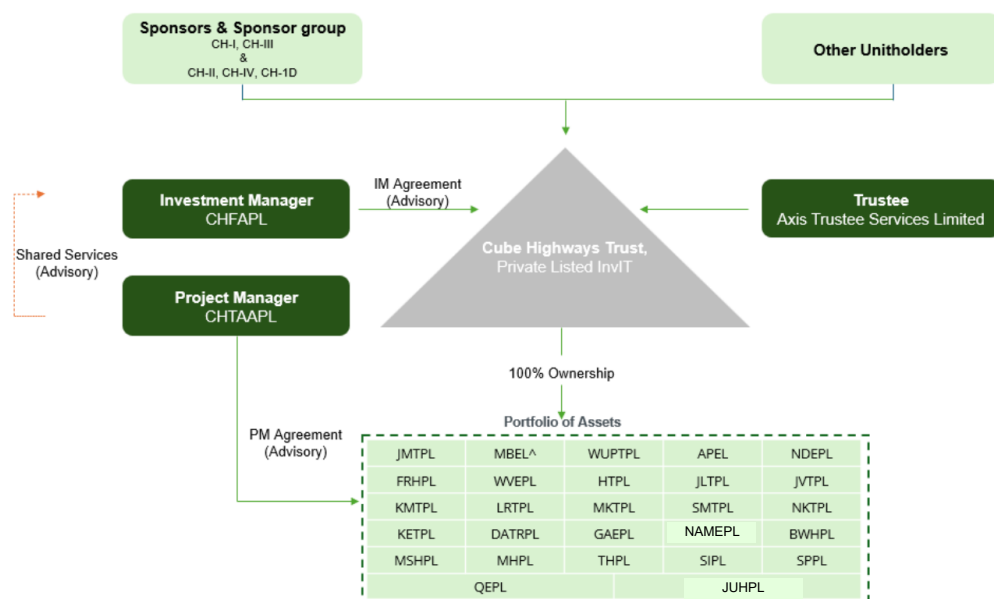 Sponsors & Sponsor group
CH-I, CH-III
&
CH-II, CH-IV, CH-1D
Other Unitholders
Investment Manager
CHFAPL
IM Agreement
(Advisory)
Trustee
Axis Trustee Services Limited
Shared Services
(Advisory)
Cube Highways Trust,
Private Listed InvIT
Project Manager
CHTAAPL
100% Ownership
PM Agreement
(Advisory)
Portfolio of Assets
JMTPL MBEL^ WUPTPL APEL NDEPL
FRHPL WVEPL HTPL JLTPL JVTPL
KMTPL LRTPL MKTPL SMTPL NKTPL
KETPL DATRPL GAEPL NAMEPL BWHPL
MSHPL MHPL THPL SIPL SPPL
QEPL JUHPL